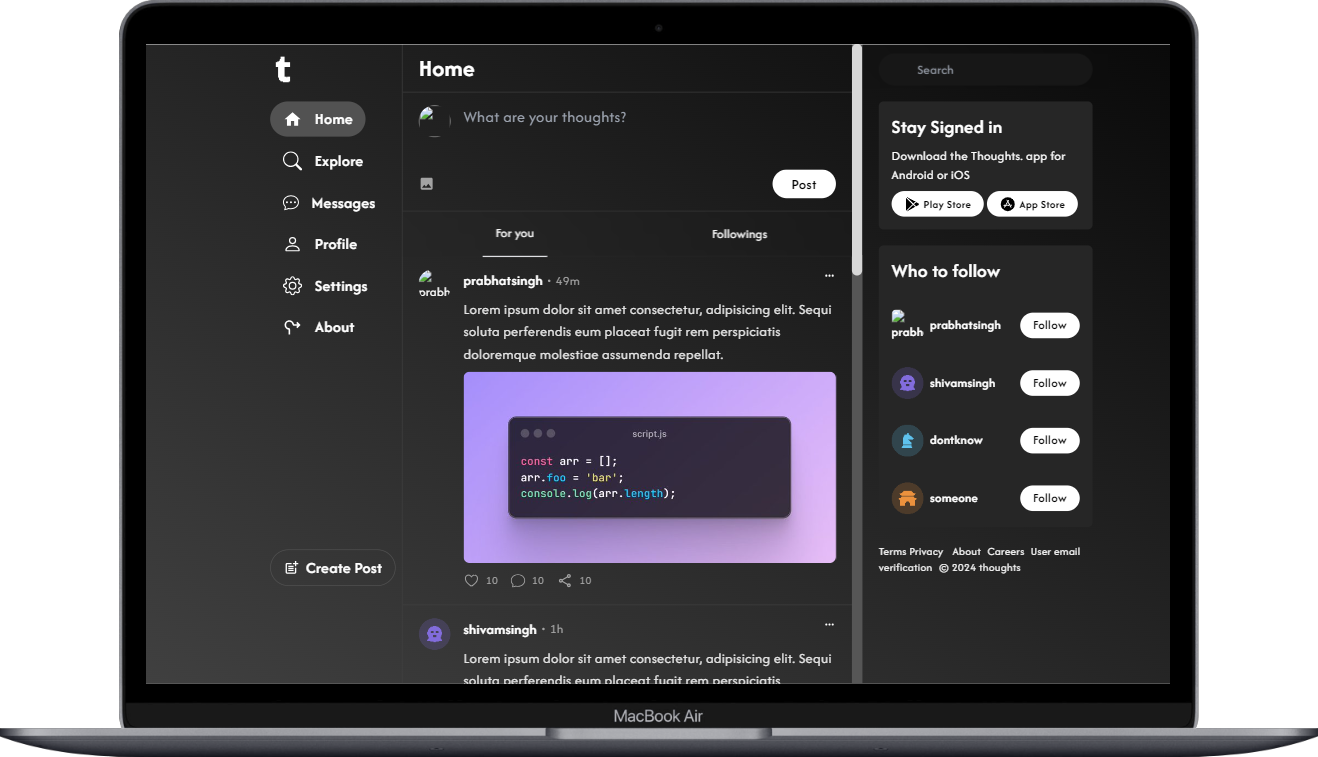 t
Home
Explore
Messages
Profile
Settings
About
Create Post
Home
What are your thoughts?
Post
For you
Followings
prabh
prabhatsingh · 49m
...
Lorem ipsum dolor sit amet consectetur, adipisicing elit. Sequi
soluta perferendis eum placeat fugit rem perspiciatis
doloremque molestiae assumenda repellat.
script.js
const arr = [];
arr.foo = 'bar';
console.log(arr.length);
10
10
10
shivamsingh · 1h
...
Lorem ipsum dolor sit amet consectetur, adipisicing elit. Sequi
soluta perferendis eum placeat fugit rem perspiciatis
Search
Stay Signed in
Download the Thoughts. app for
Android or iOS
Play Store
App Store
Who to follow
prabh
prabhatsingh
Follow
shivamsingh
Follow
dontknow
Follow
someone
Follow
Terms Privacy About Careers User email
verification © 2024 thoughts
MacBook Air